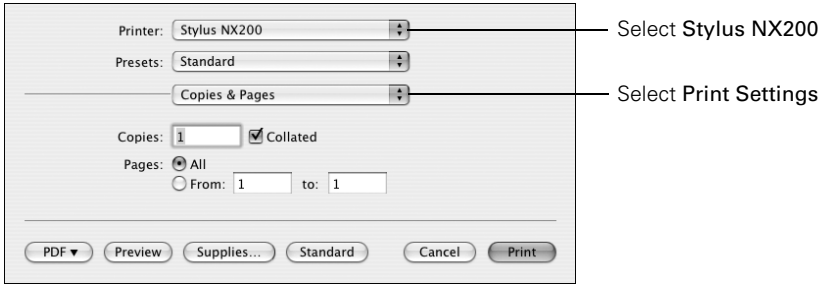 Printer: Stylus NX200 Select Stylus NX200
Presets: Standard
Copies & Pages Select Print Settings
Copies: 1 Collated
Pages: All
From: 1 to: 1
PDF ▼ Preview Supplies... Standard Cancel Print